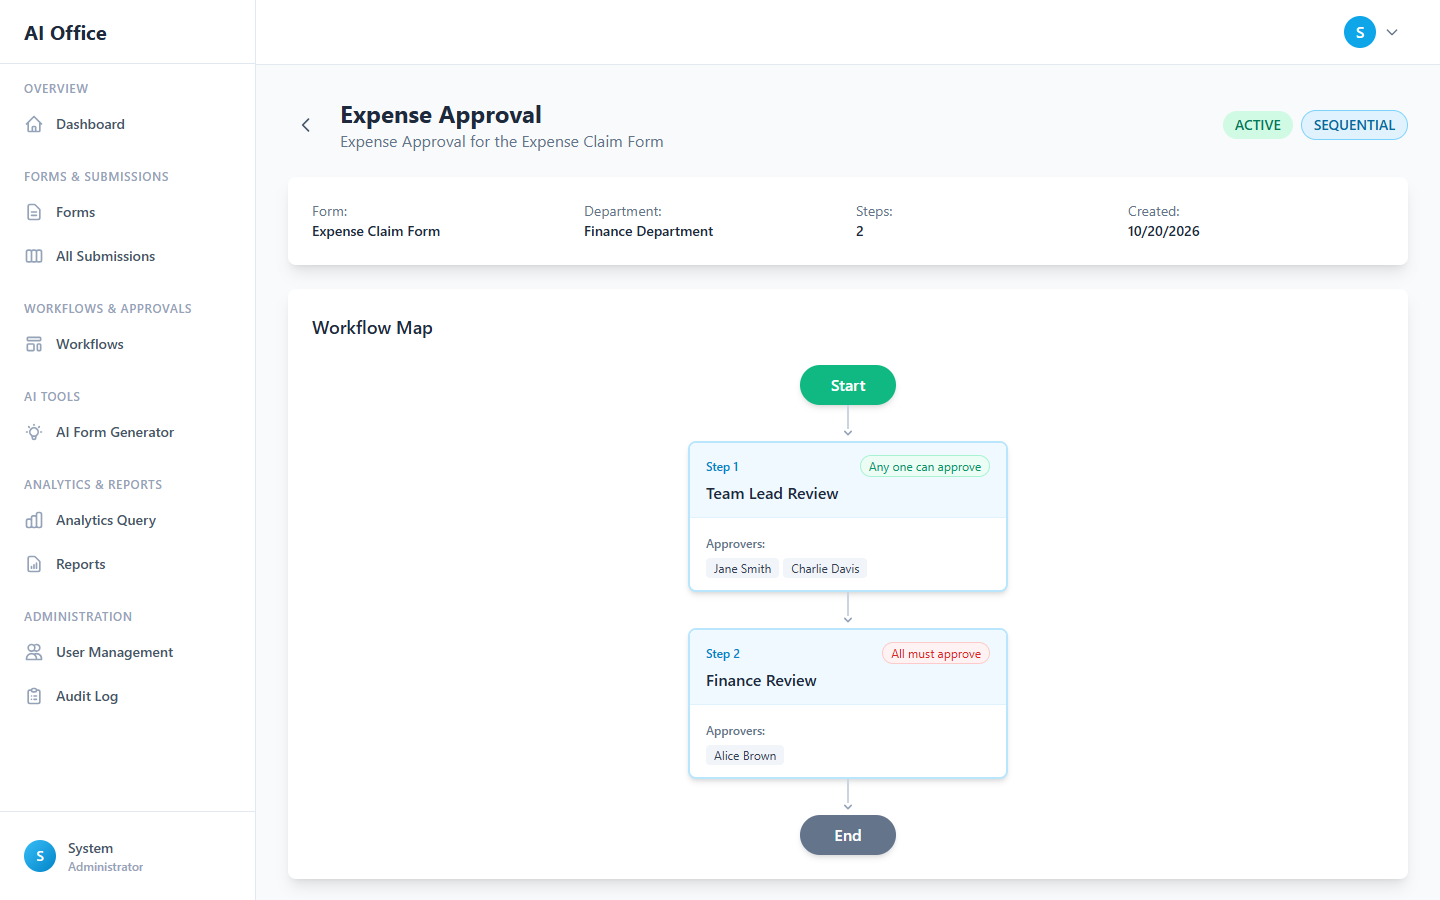 AI Office
S
OVERVIEW
Dashboard
FORMS & SUBMISSIONS
Forms
All Submissions
WORKFLOWS & APPROVALS
Workflows
AI TOOLS
AI Form Generator
ANALYTICS & REPORTS
Analytics Query
Reports
ADMINISTRATION
User Management
Audit Log
S
System
Administrator
Expense Approval
Expense Approval for the Expense Claim Form
ACTIVE
SEQUENTIAL
Form:
Expense Claim Form
Department:
Finance Department
Steps:
2
Created:
10/20/2026
Workflow Map
Start
Step 1
Any one can approve
Team Lead Review
Approvers:
Jane Smith
Charlie Davis
Step 2
All must approve
Finance Review
Approvers:
Alice Brown
End